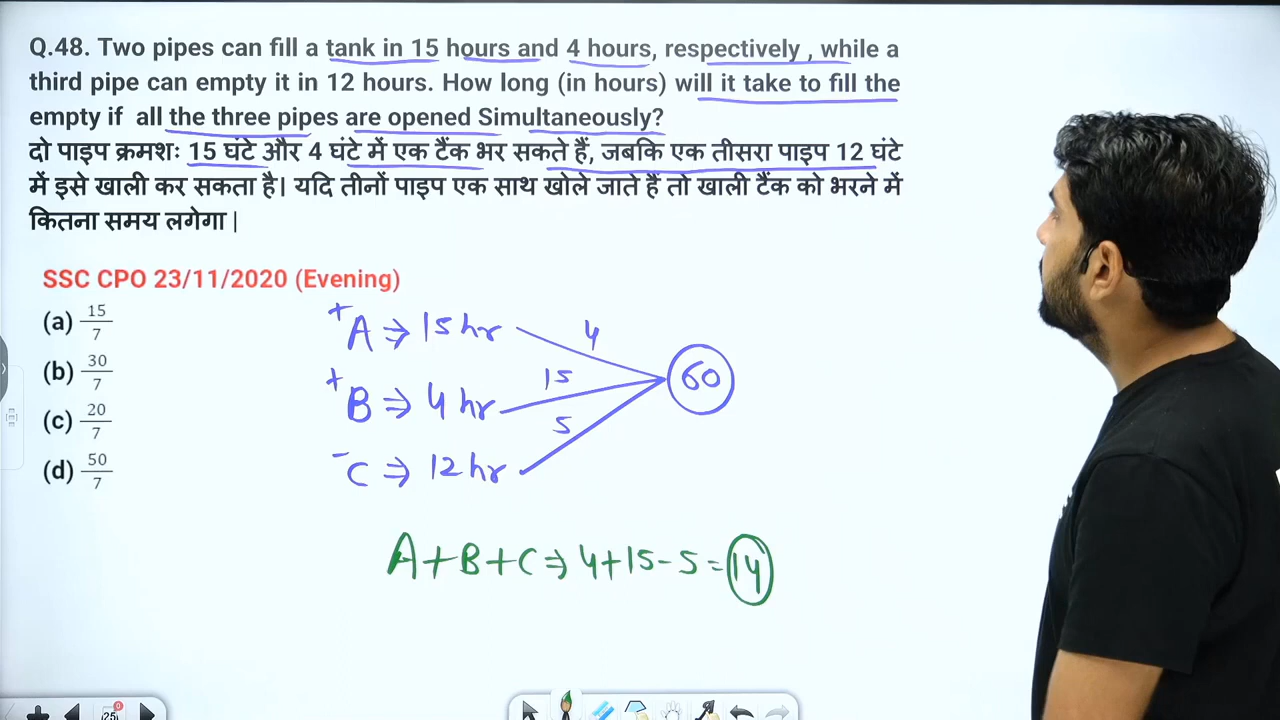 Q.48. Two pipes can fill a tank in 15 hours and 4 hours, respectively , while a
third pipe can empty it in 12 hours. How long (in hours) will it take to fill the
empty if all the three pipes are opened Simultaneously?
दो पाइप क्रमशः 15 घंटे और 4 घंटे में एक टैंक भर सकते हैं, जबकि एक तीसरा पाइप 12 घंटे
में इसे खाली कर सकता है। यदि तीनों पाइप एक साथ खोले जाते हैं तो खाली टैंक को भरने में
कितना समय लगेगा |
SSC CPO 23/11/2020 (Evening)
(a) 15/7
(b) 30/7
(c) 20/7
(d) 50/7
+A ⇒ 15 hr 4
+B ⇒ 4 hr 15 60
-C ⇒ 12 hr 5
A+B+C ⇒ 4+15-5=14
25 0